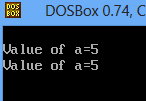 DOSBox 0.74, C
Value of a=5
Value of a=5